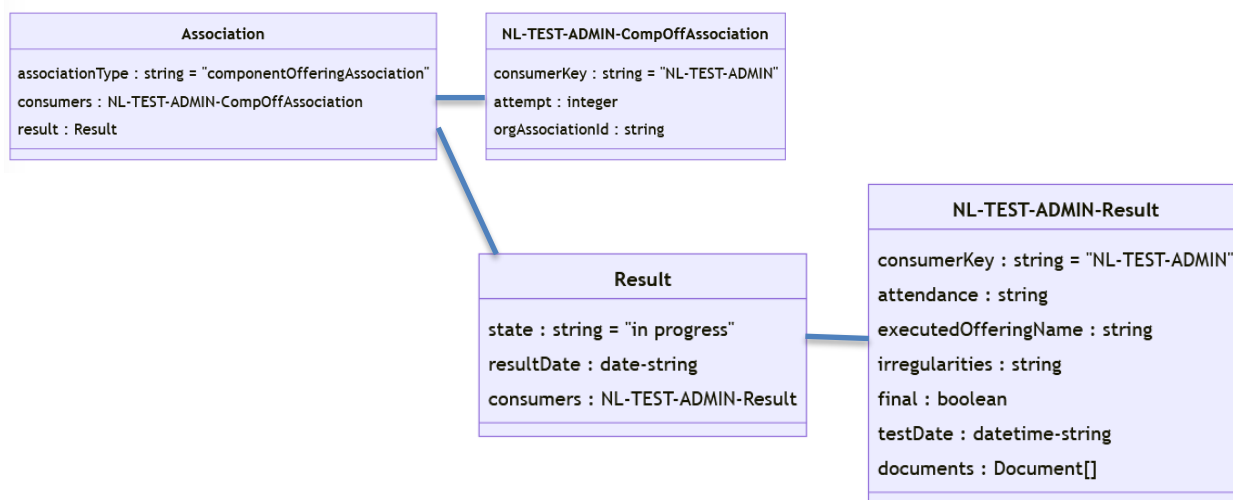 Association
associationType : string = "componentOfferingAssociation"
consumers : NL-TEST-ADMIN-CompOffAssociation
result : Result
NL-TEST-ADMIN-CompOffAssociation
consumerKey : string = "NL-TEST-ADMIN"
attempt : integer
orgAssociationId : string
Result
state : string = "in progress"
resultDate : date-string
consumers : NL-TEST-ADMIN-Result
NL-TEST-ADMIN-Result
consumerKey : string = "NL-TEST-ADMIN"
attendance : string
executedOfferingName : string
irregularities : string
final : boolean
testDate : datetime-string
documents : Document[]